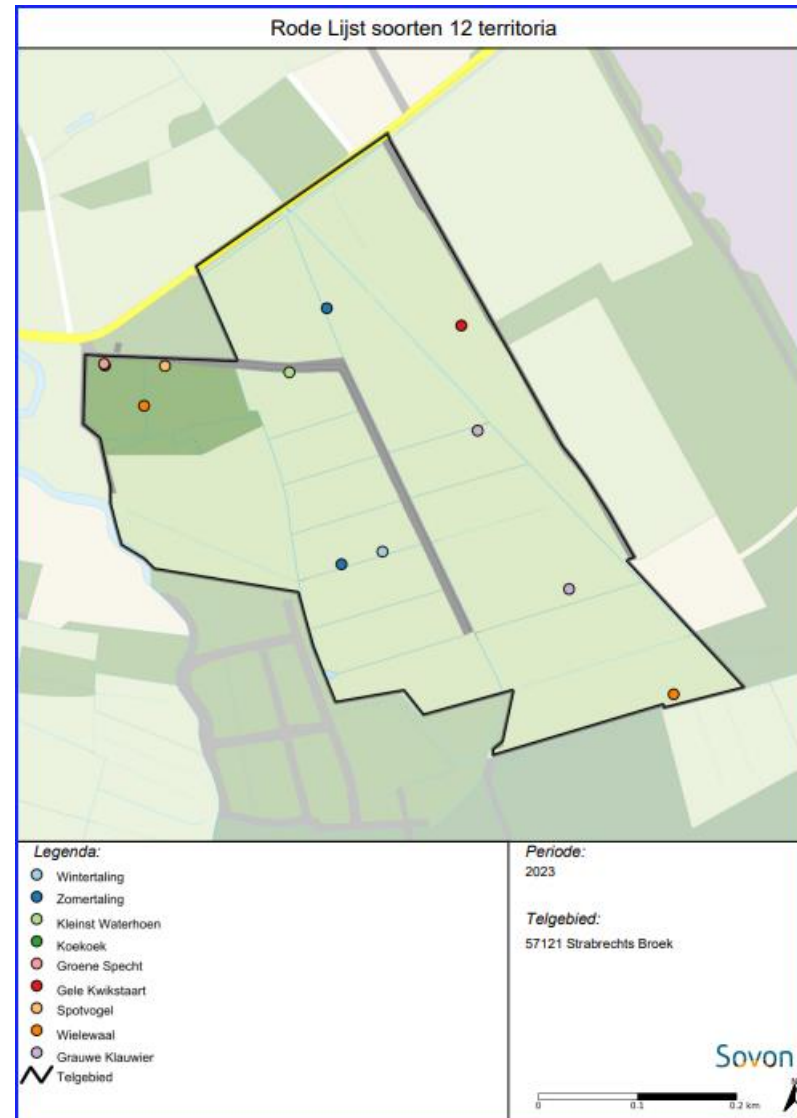 Rode Lijst soorten 12 territoria
Legenda:
Wintertaling
Zomertaling
Kleinst Waterhoen
Koekoek
Groene Specht
Gele Kwikstaart
Spotvogel
Wielewaal
Grauwe Klauwier
Telgebied
Periode:
2023
Telgebied:
57121 Strabrechts Broek
Sovon
0 0.1 0.2 km